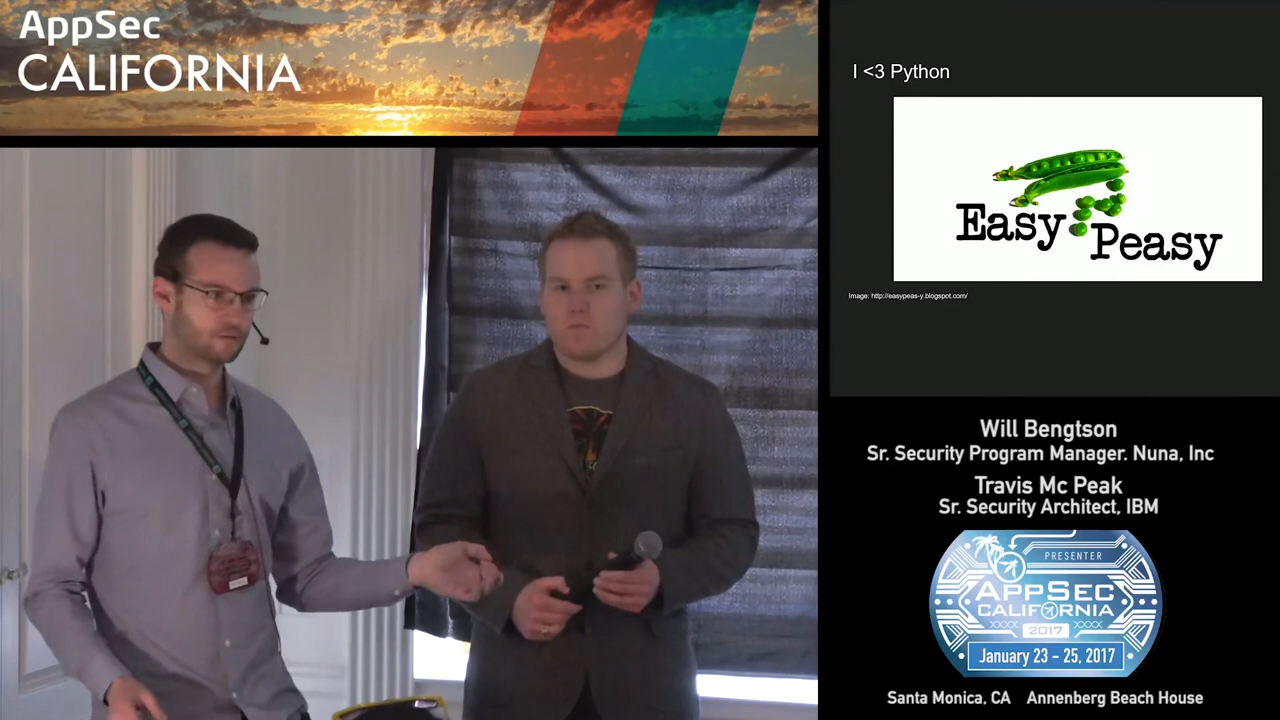 AppSec
CALIFORNIA
I <3 Python
Easy Peasy
Image: http://easypeas-y.blogspot.com/
Will Bengtson
Sr. Security Program Manager. Nuna, Inc
Travis Mc Peak
Sr. Security Architect, IBM
PRESENTER
APPSEC
CALIFORNIA
XXXX 2017 XXXX
January 23 - 25, 2017
Santa Monica, CA Annenberg Beach House